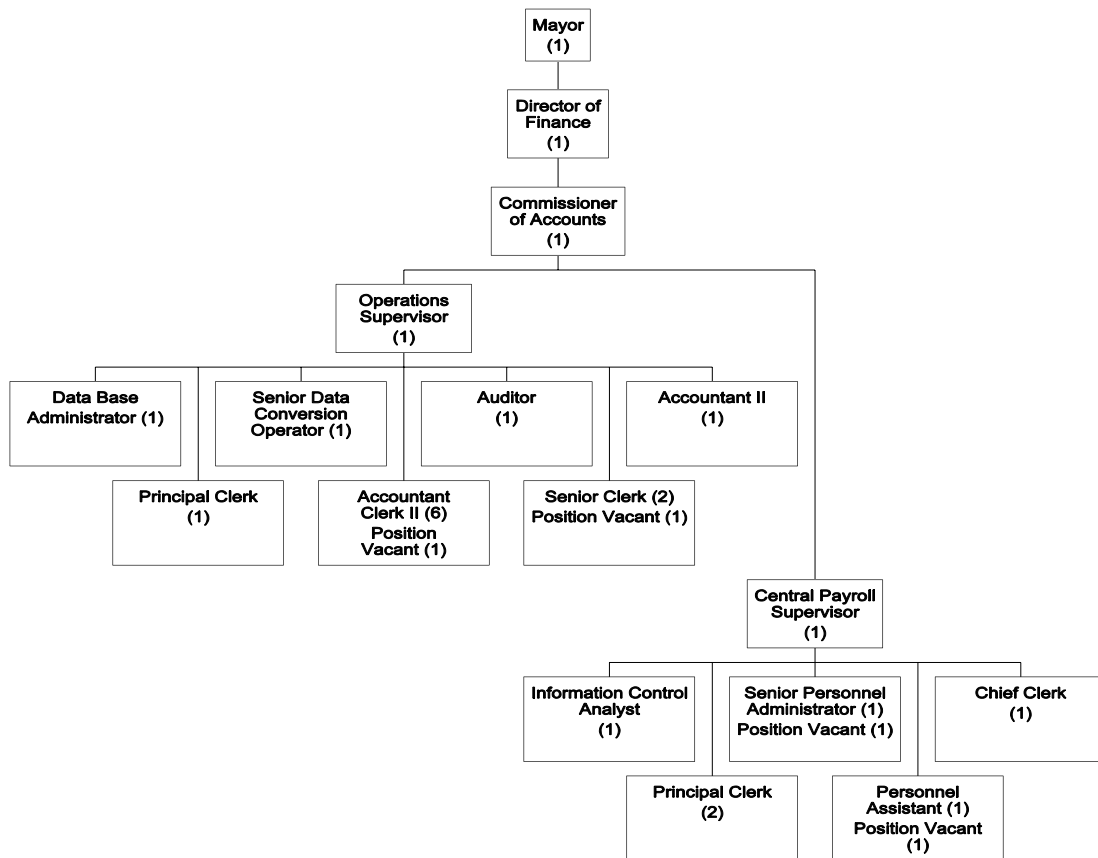 Mayor
(1)
Director of
Finance
(1)
Commissioner
of Accounts
(1)
Operations
Supervisor
(1)
Data Base
Administrator (1)
Senior Data
Conversion
Operator (1)
Auditor
(1)
Accountant II
(1)
Principal Clerk
(1)
Accountant
Clerk II (6)
Position
Vacant (1)
Senior Clerk (2)
Position Vacant (1)
Central Payroll
Supervisor
(1)
Information Control
Analyst
(1)
Senior Personnel
Administrator (1)
Position Vacant (1)
Chief Clerk
(1)
Principal Clerk
(2)
Personnel
Assistant (1)
Position Vacant
(1)